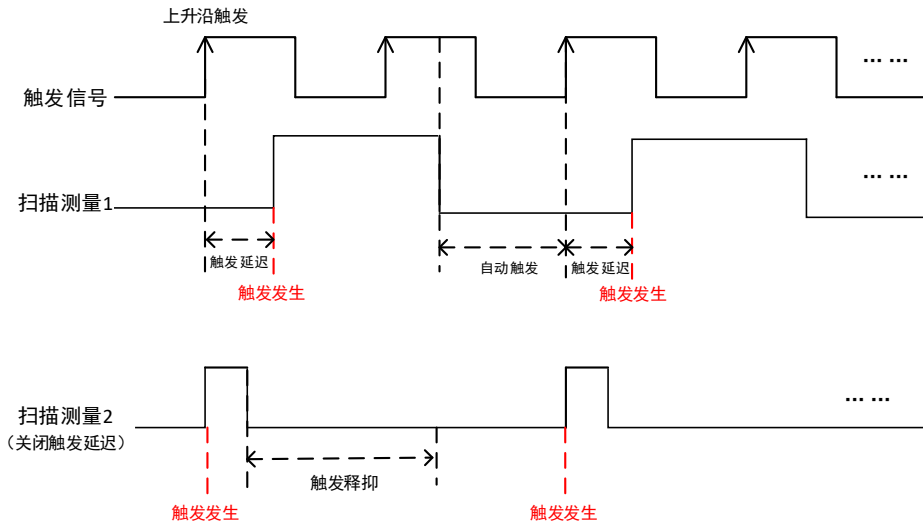 上升沿触发
触发信号
... ...
扫描测量1
... ...
触发延迟
自动触发
触发延迟
触发发生
触发发生
扫描测量2
（关闭触发延迟）
... ...
触发释抑
触发发生
触发发生